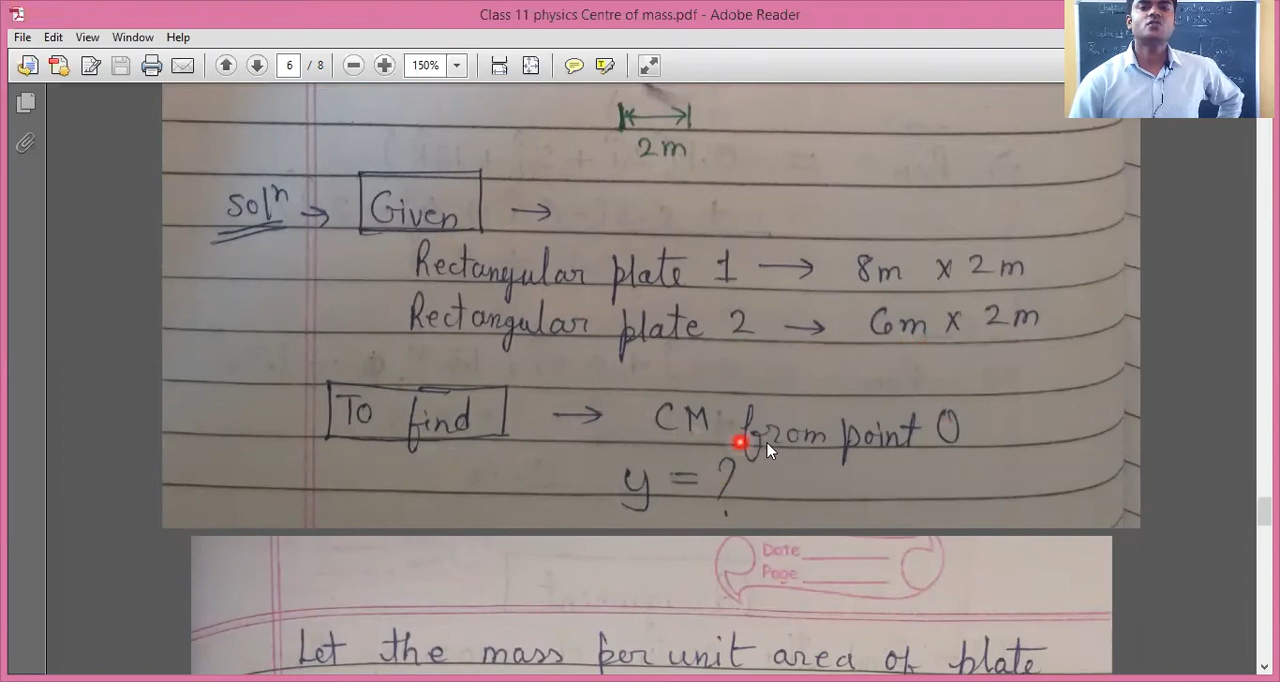 Class 11 physics Centre of mass.pdf - Adobe Reader
File Edit View Window Help
6 / 8 150%
2m
Solⁿ → Given →
Rectangular plate 1 → 8m x 2m
Rectangular plate 2 → 6m x 2m
To find → CM from point O
y = ?
Date
Page
Let the mass per unit area of plate